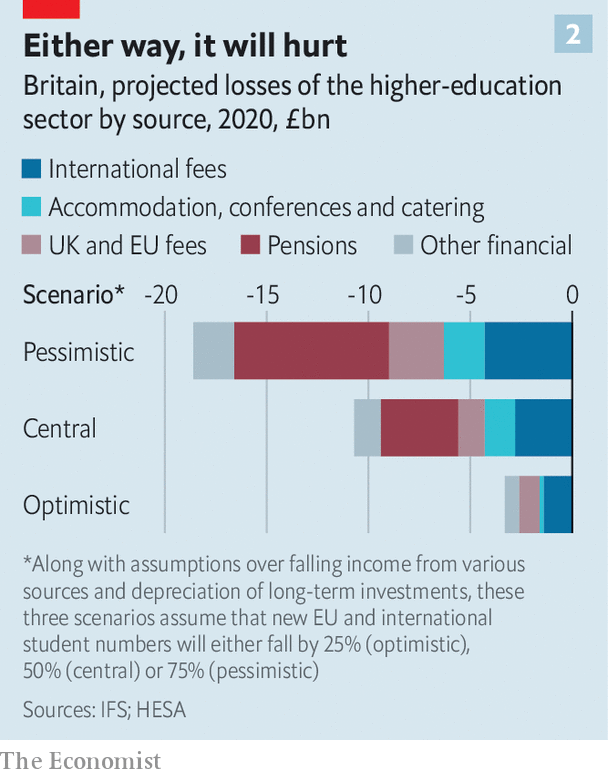 2
Either way, it will hurt
Britain, projected losses of the higher-education
sector by source, 2020, £bn
International fees
Accommodation, conferences and catering
UK and EU fees Pensions Other financial
Scenario* -20 -15 -10 -5 0
Pessimistic
Central
Optimistic
*Along with assumptions over falling income from various
sources and depreciation of long-term investments, these
three scenarios assume that new EU and international
student numbers will either fall by 25% (optimistic),
50% (central) or 75% (pessimistic)
Sources: IFS; HESA
The Economist